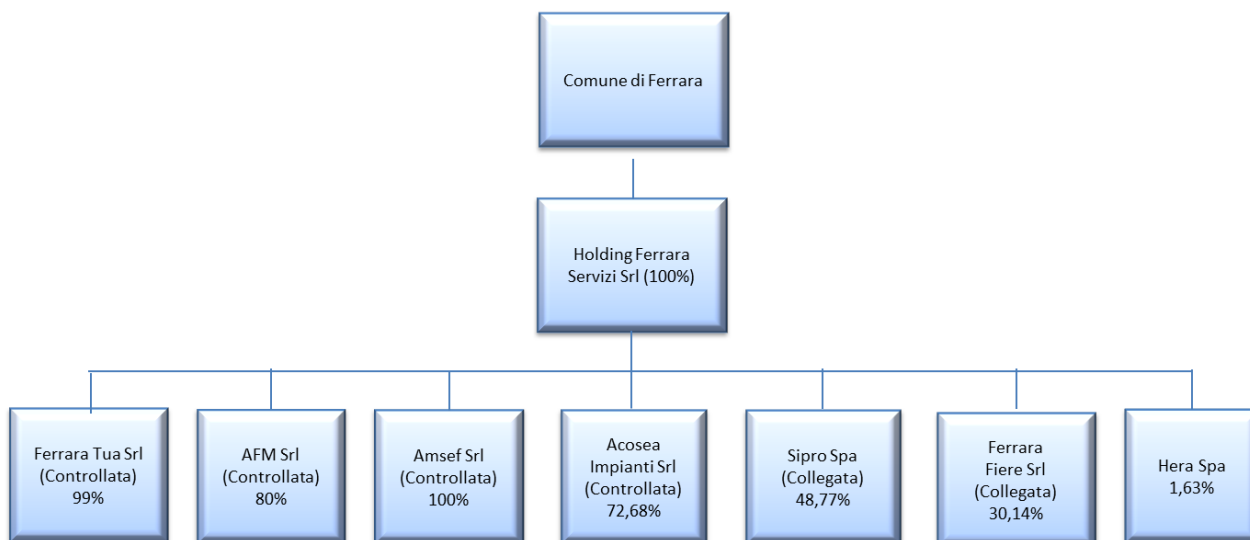 Comune di Ferrara
Holding Ferrara
Servizi Srl (100%)
Ferrara Tua Srl
(Controllata)
99%
AFM Srl
(Controllata)
80%
Amsef Srl
(Controllata)
100%
Acosea
Impianti Srl
(Controllata)
72,68%
Sipro Spa
(Collegata)
48,77%
Ferrara
Fiere Srl
(Collegata)
30,14%
Hera Spa
1,63%